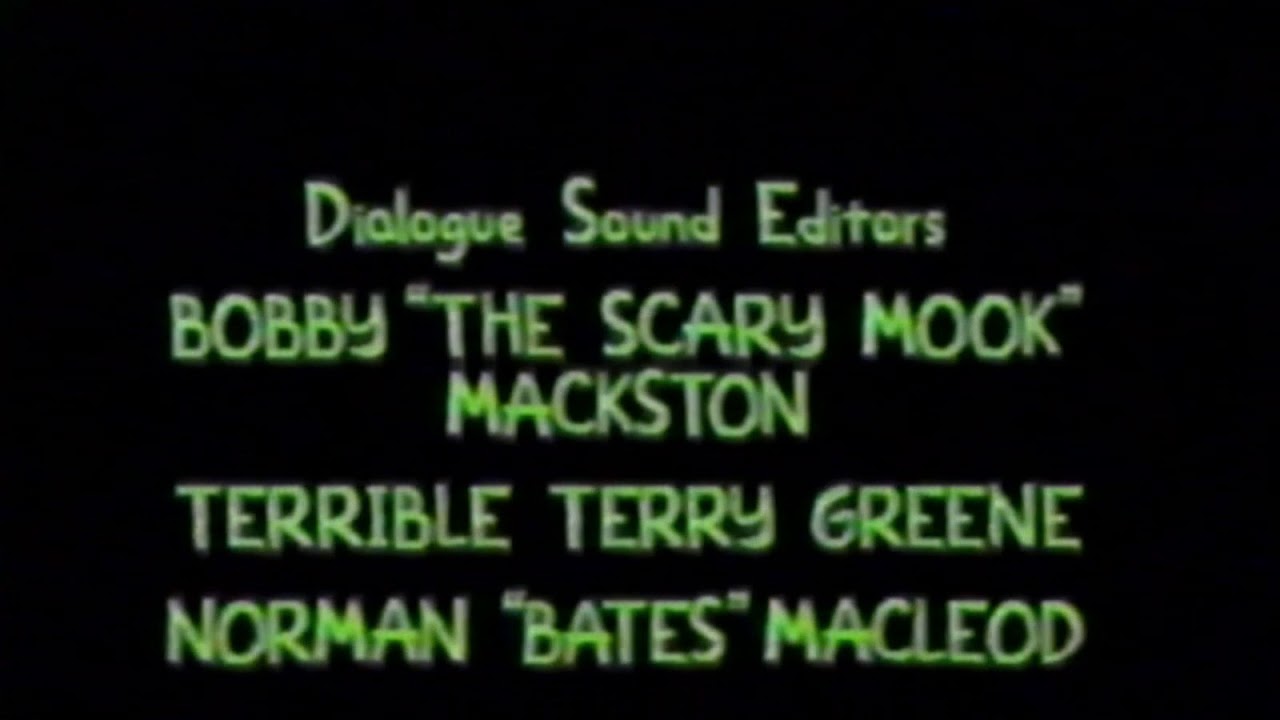 Dialogue Sound Editors
BOBBY “THE SCARY MOOK”
MACKSTON
TERRIBLE TERRY GREENE
NORMAN “BATES” MACLEOD